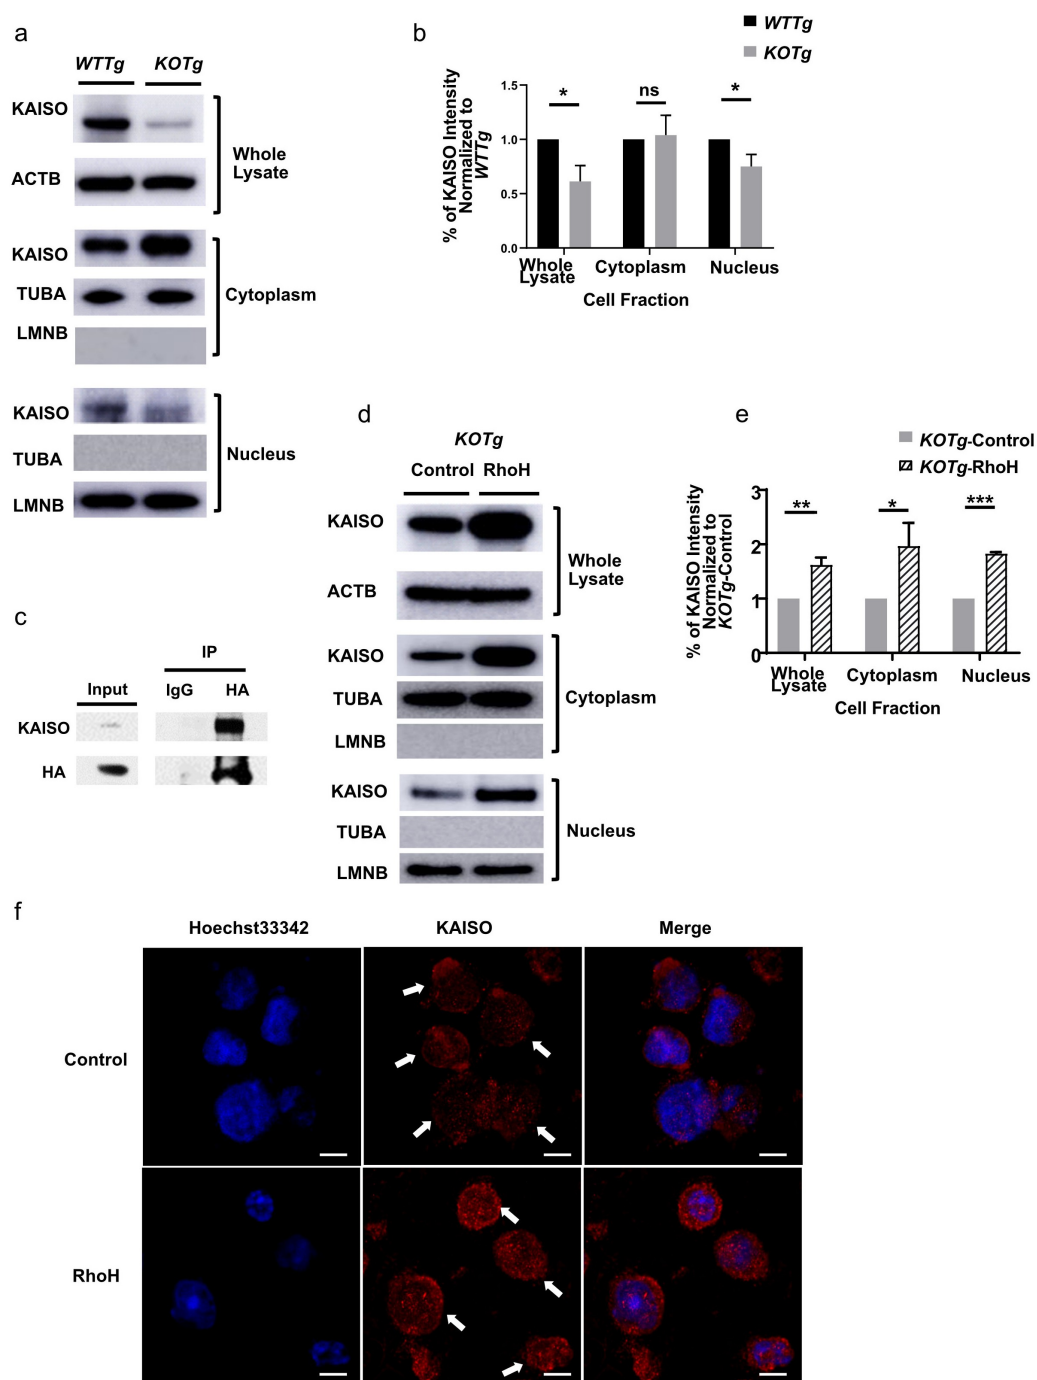 a
WTTg KOTg
KAISO
ACTB
Whole
Lysate
KAISO
TUBA
LMNB
Cytoplasm
KAISO
TUBA
LMNB
Nucleus
b
WTTg
KOTg
% of KAISO Intensity
Normalized to
WTTg
1.5
1.0
0.5
0.0
*
ns
*
Whole
Lysate
Cytoplasm
Nucleus
Cell Fraction
c
IP
Input
IgG
HA
KAISO
HA
d
KOTg
Control RhoH
KAISO
ACTB
Whole
Lysate
KAISO
TUBA
LMNB
Cytoplasm
KAISO
TUBA
LMNB
Nucleus
e
KOTg-Control
KOTg-RhoH
% of KAISO Intensity
Normalized to
KOTg-Control
3
2
1
0
**
*
***
Whole
Lysate
Cytoplasm
Nucleus
Cell Fraction
f
Hoechst33342
KAISO
Merge
Control
RhoH